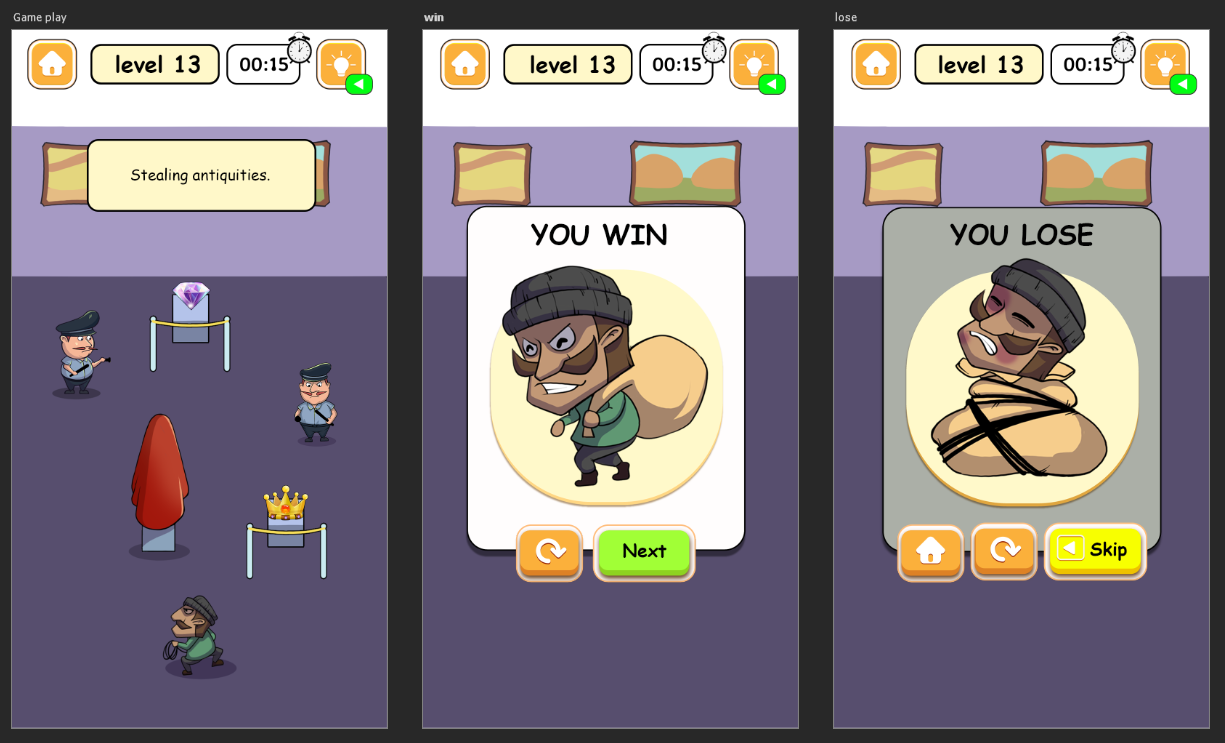 Game play
level 13
00:15
Stealing antiquities.
win
level 13
00:15
YOU WIN
Next
lose
level 13
00:15
YOU LOSE
Skip